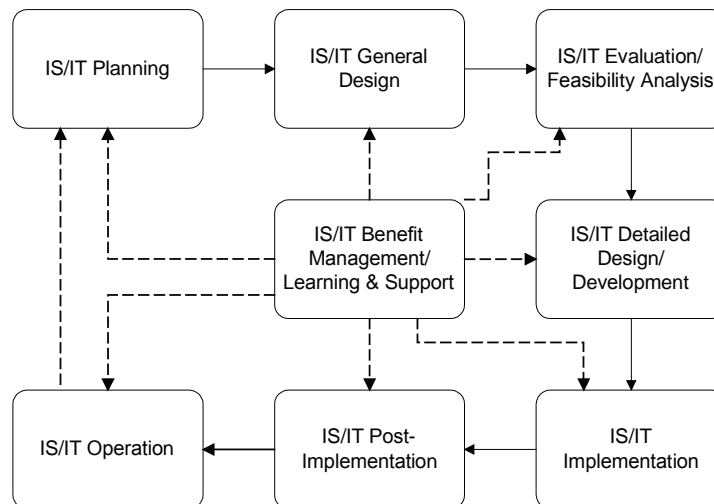 IS/IT Planning
IS/IT General
Design
IS/IT Evaluation/
Feasibility Analysis
IS/IT Benefit
Management/
Learning & Support
IS/IT Detailed
Design/
Development
IS/IT Operation
IS/IT Post-
Implementation
IS/IT
Implementation